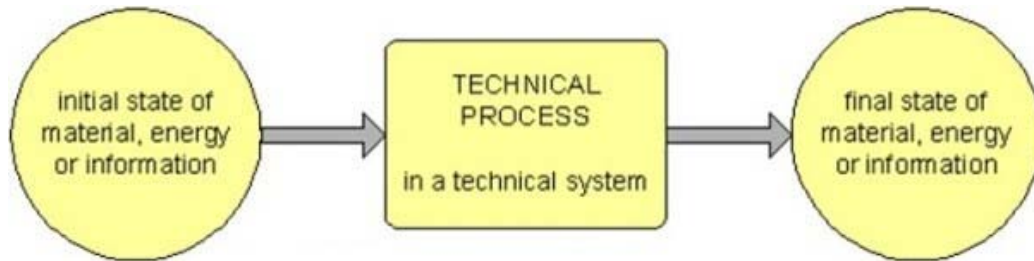 initial state of
material, energy
or information
TECHNICAL
PROCESS
in a technical system
final state of
material, energy
or information